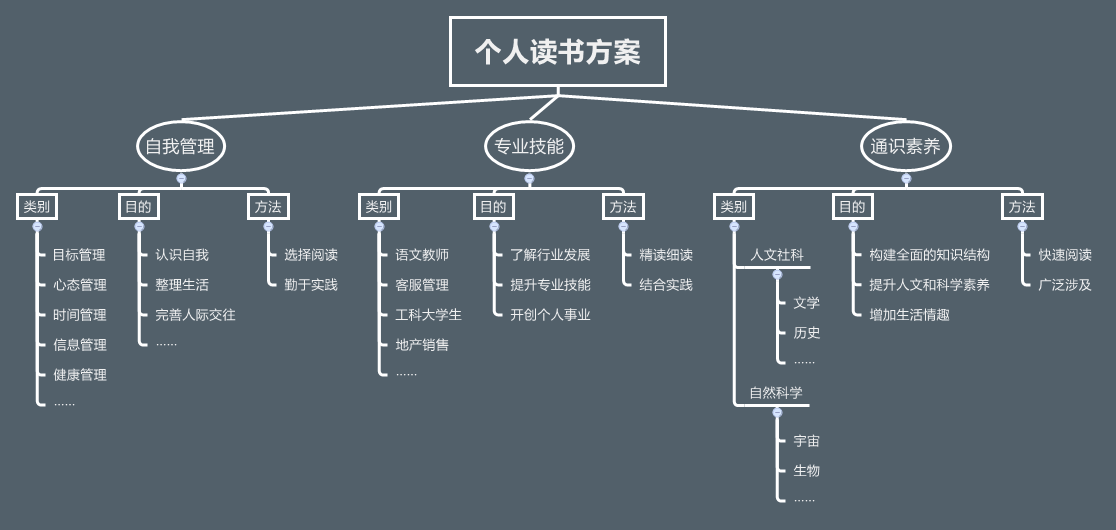 个人读书方案
自我管理
类别
目标管理
心态管理
时间管理
信息管理
健康管理
······
目的
认识自我
整理生活
完善人际交往
······
方法
选择阅读
勤于实践
专业技能
类别
语文教师
客服管理
工科大学生
地产销售
······
目的
了解行业发展
提升专业技能
开创个人事业
方法
精读细读
结合实践
通识素养
类别
人文社科
文学
历史
······
自然科学
宇宙
生物
······
目的
构建全面的知识结构
提升人文和科学素养
增加生活情趣
方法
快速阅读
广泛涉及